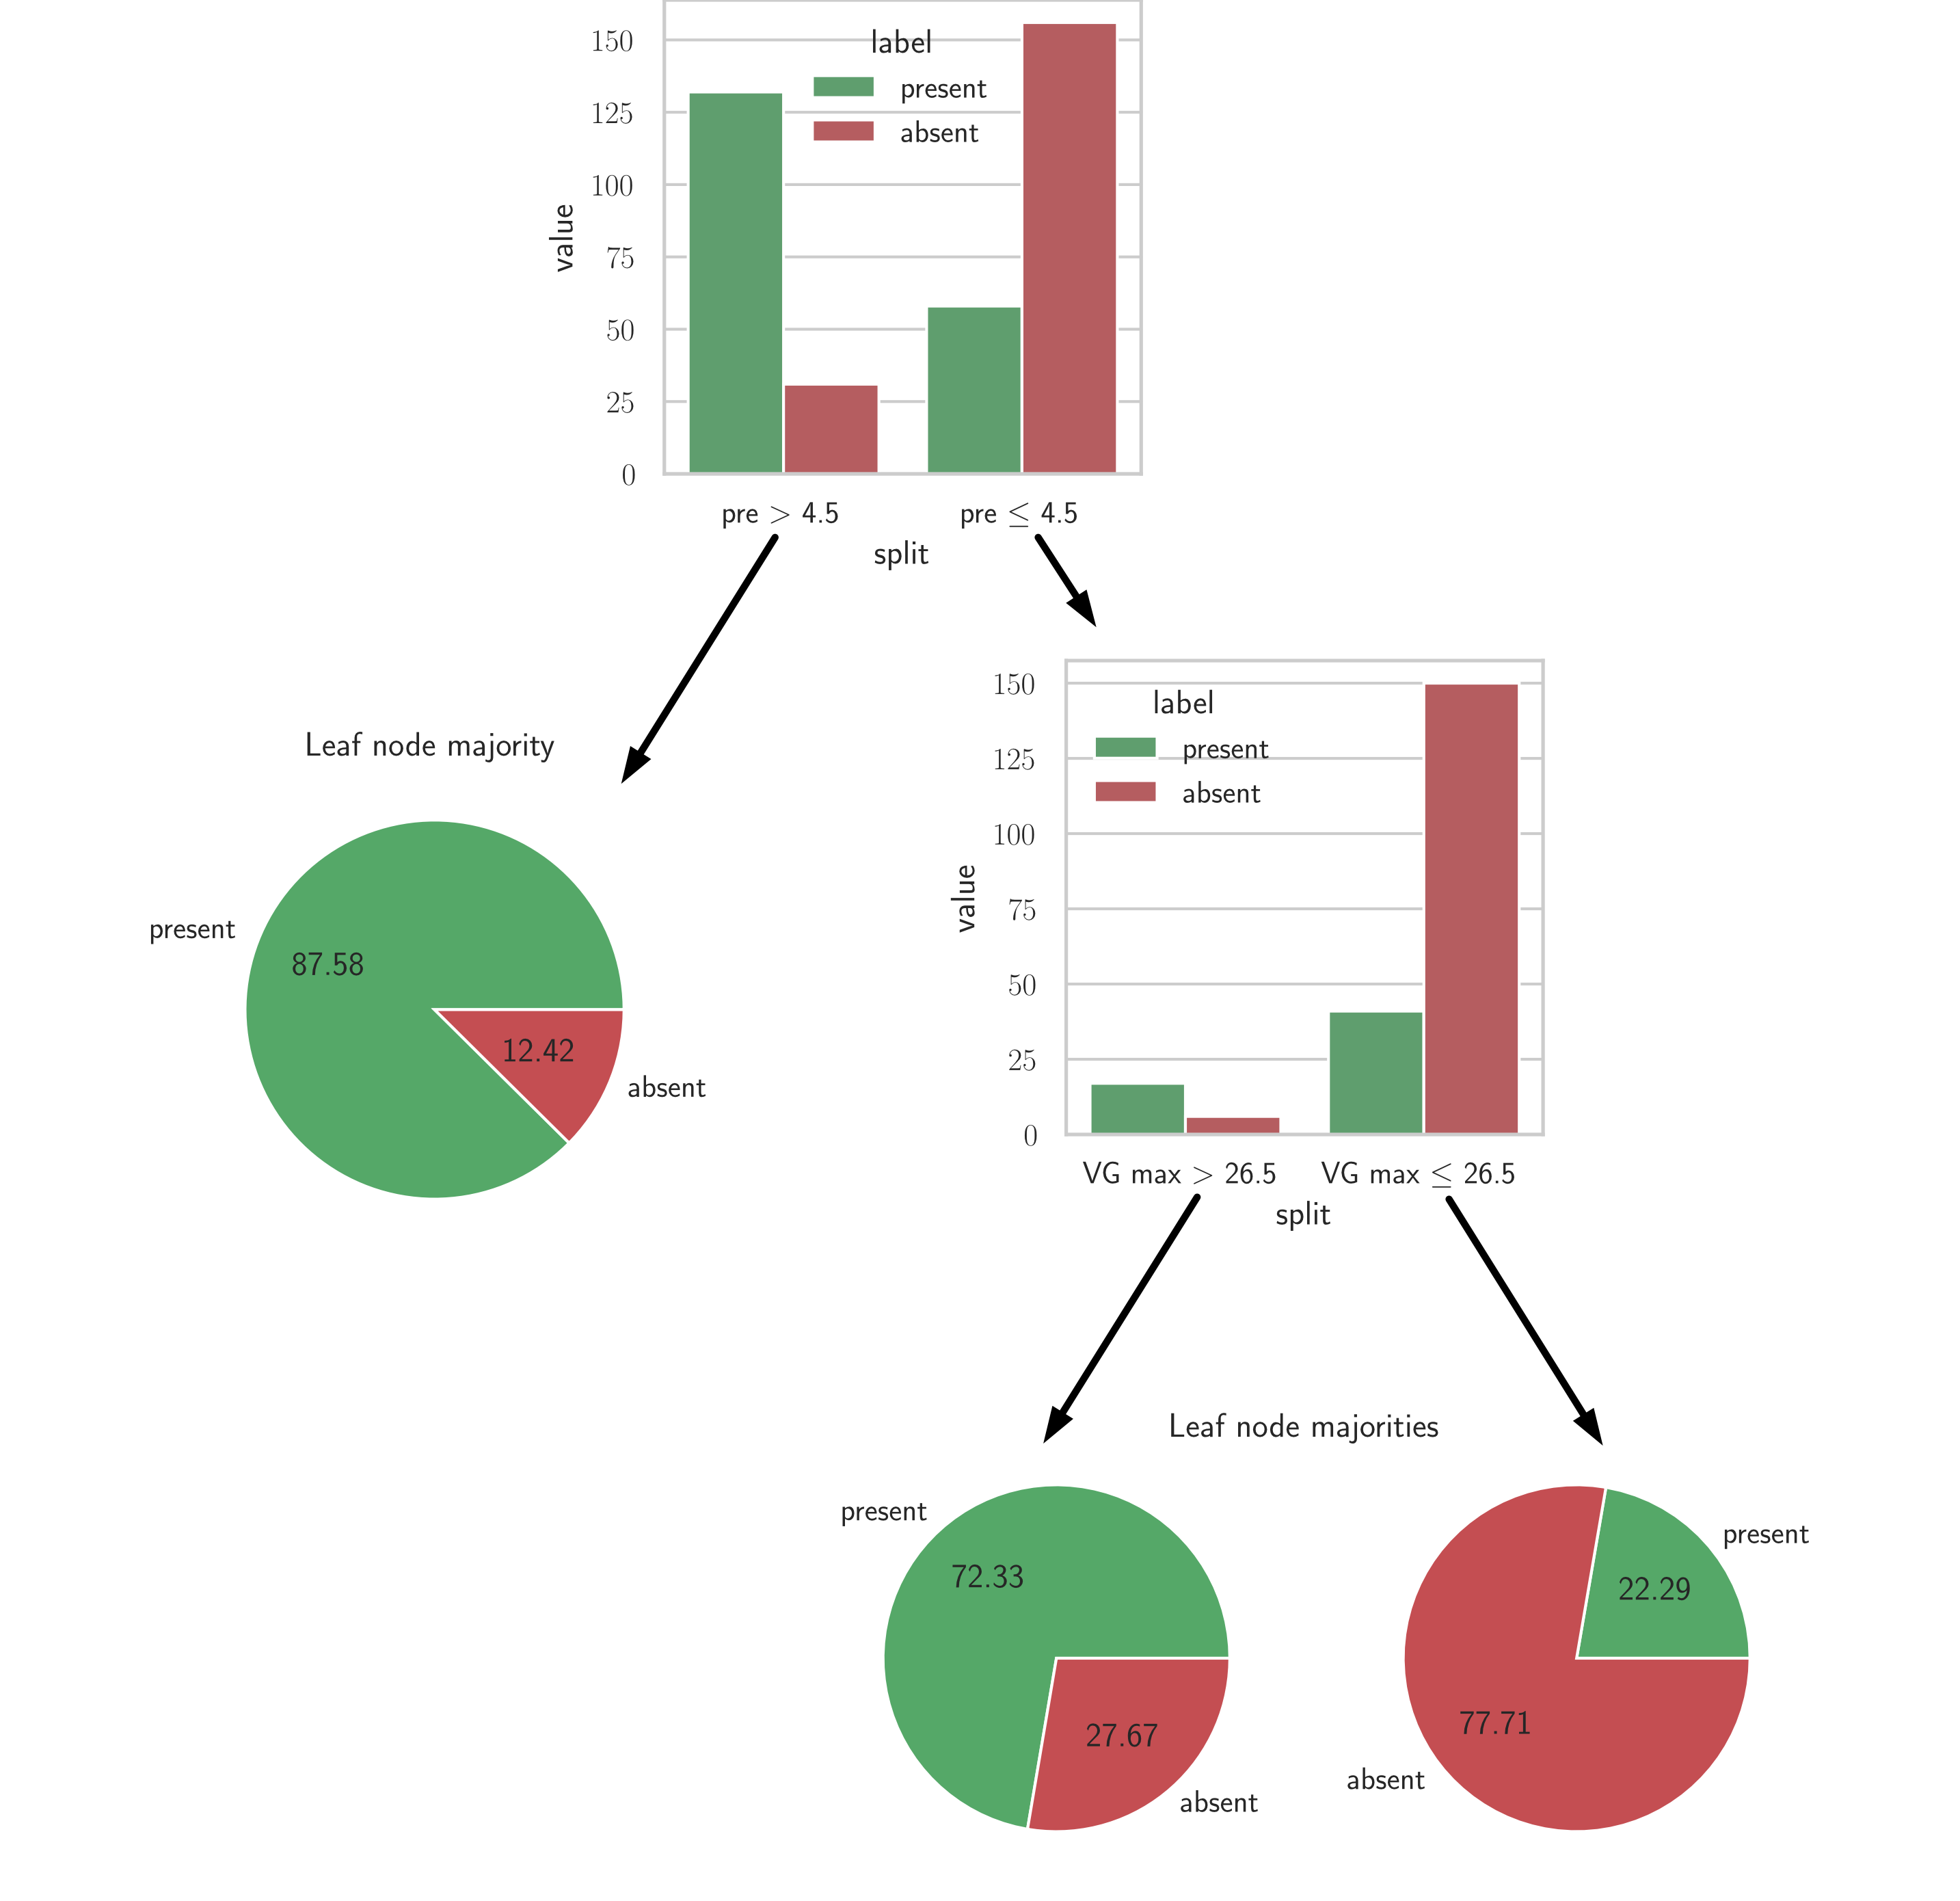 label
present
absent
150
125
100
75
50
25
0
value
pre > 4.5
pre ≤ 4.5
split
Leaf node majority
present
87.58
12.42
absent
label
present
absent
150
125
100
75
50
25
0
value
VG max > 26.5
VG max ≤ 26.5
split
Leaf node majorities
present
72.33
27.67
absent
present
22.29
77.71
absent